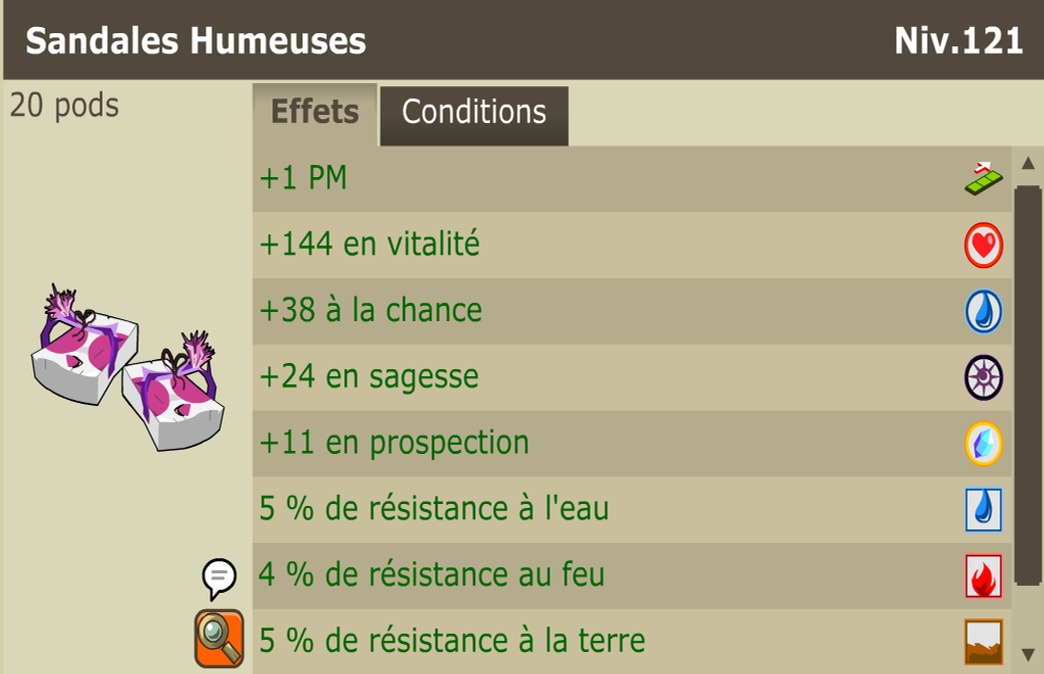 Sandales Humeuses
Niv.121
20 pods
Effets
Conditions
+1 PM
+144 en vitalité
+38 à la chance
+24 en sagesse
+11 en prospection
5 % de résistance à l'eau
4 % de résistance au feu
5 % de résistance à la terre